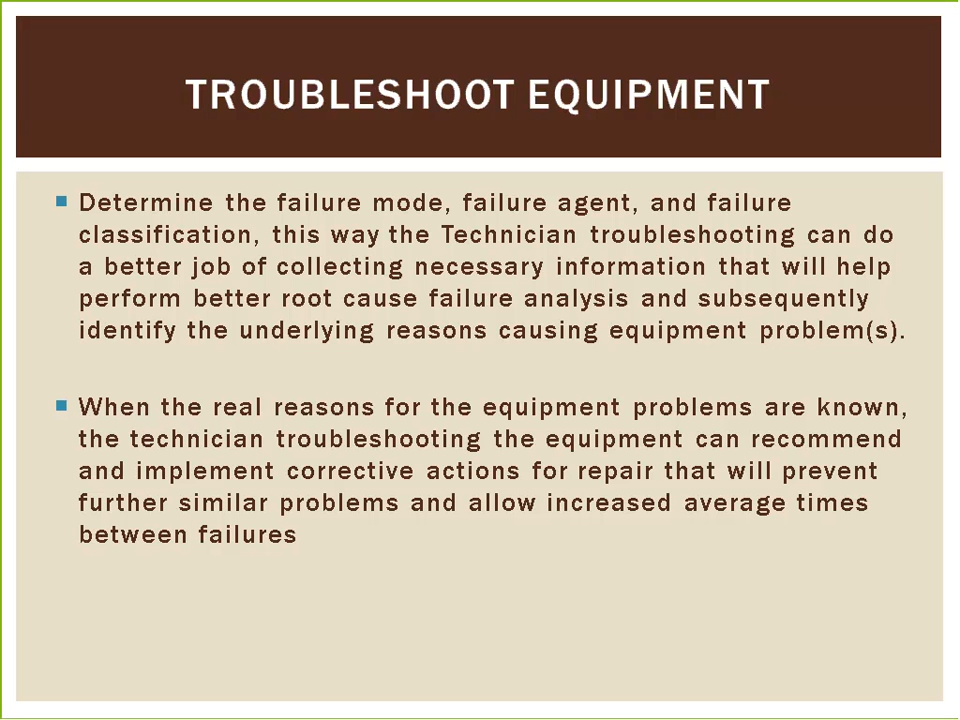 TROUBLESHOOT EQUIPMENT
Determine the failure mode, failure agent, and failure
classification, this way the Technician troubleshooting can do
a better job of collecting necessary information that will help
perform better root cause failure analysis and subsequently
identify the underlying reasons causing equipment problem(s).
When the real reasons for the equipment problems are known,
the technician troubleshooting the equipment can recommend
and implement corrective actions for repair that will prevent
further similar problems and allow increased average times
between failures